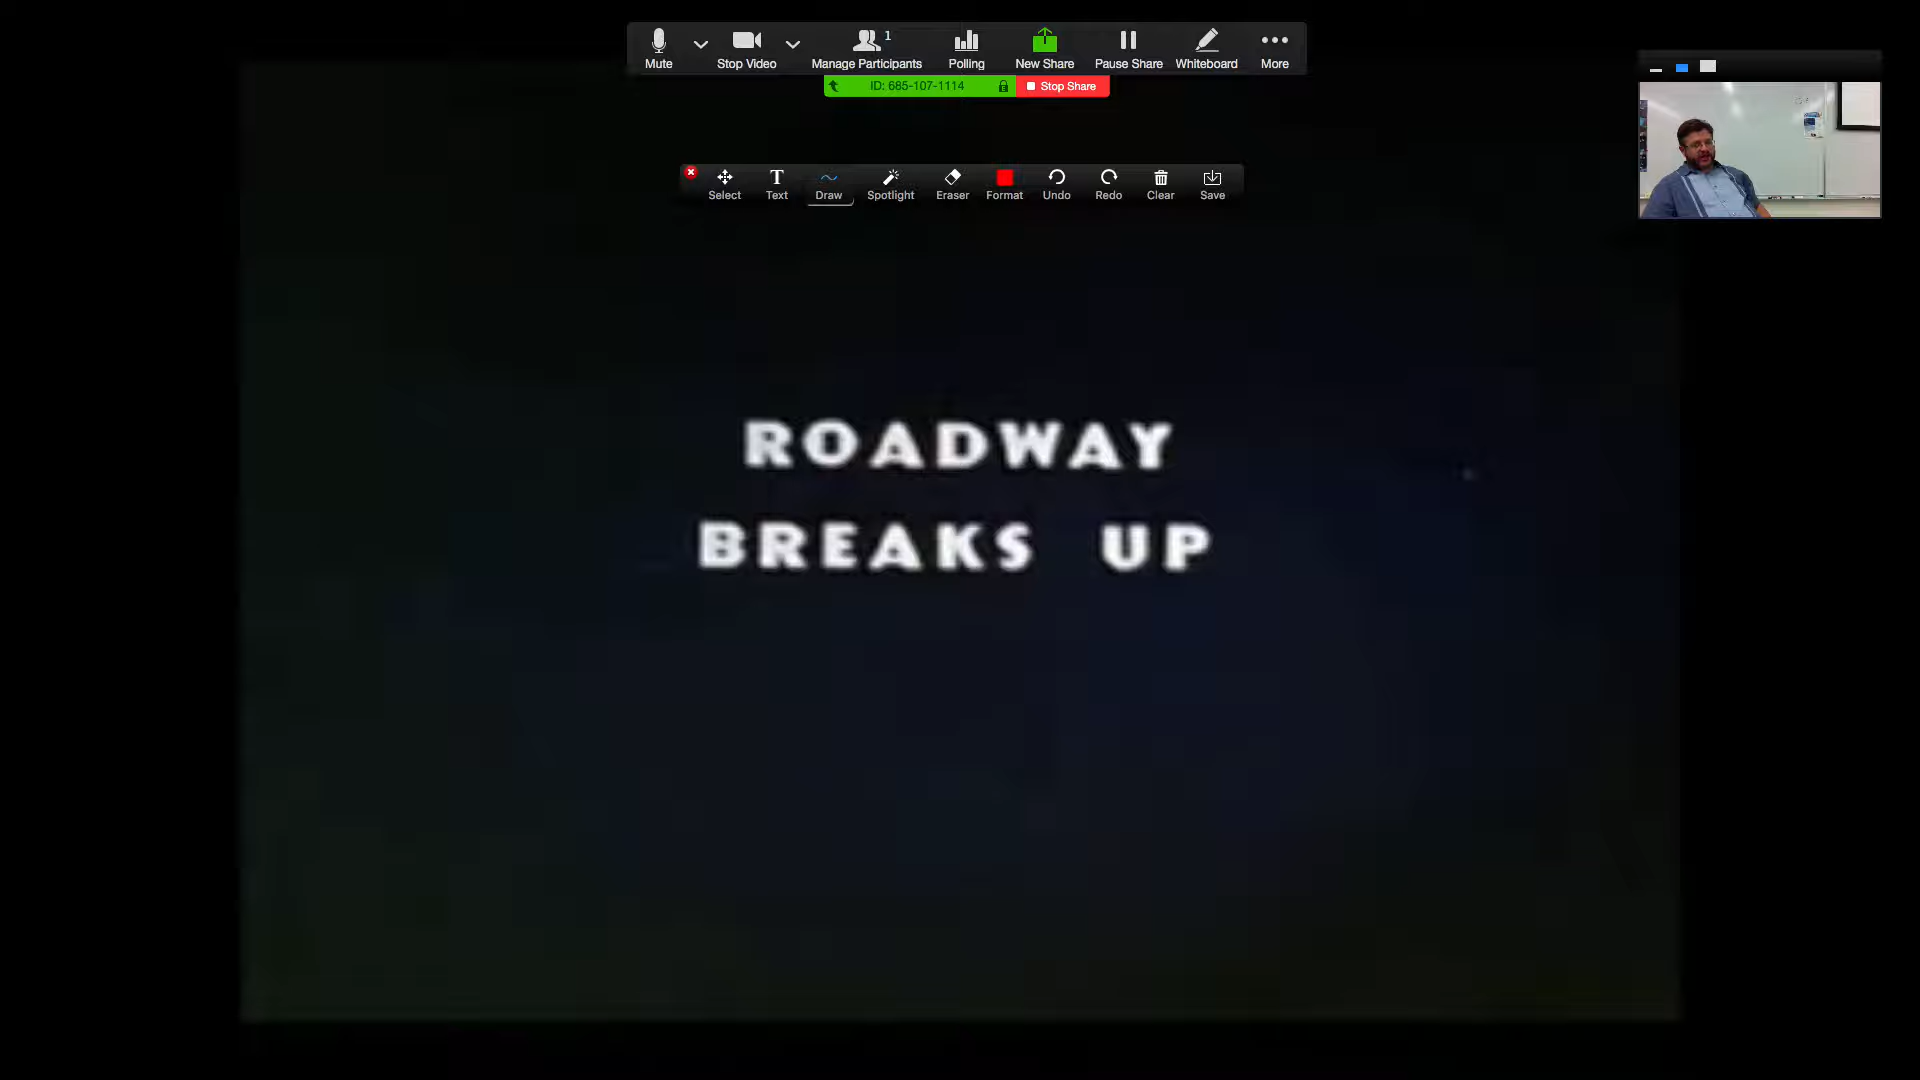 1
Mute
Stop Video
Manage Participants
Polling
New Share
Pause Share
Whiteboard
More
ID: 685-107-1114
Stop Share
Select
Text
Draw
Spotlight
Eraser
Format
Undo
Redo
Clear
Save
ROADWAY
BREAKS UP